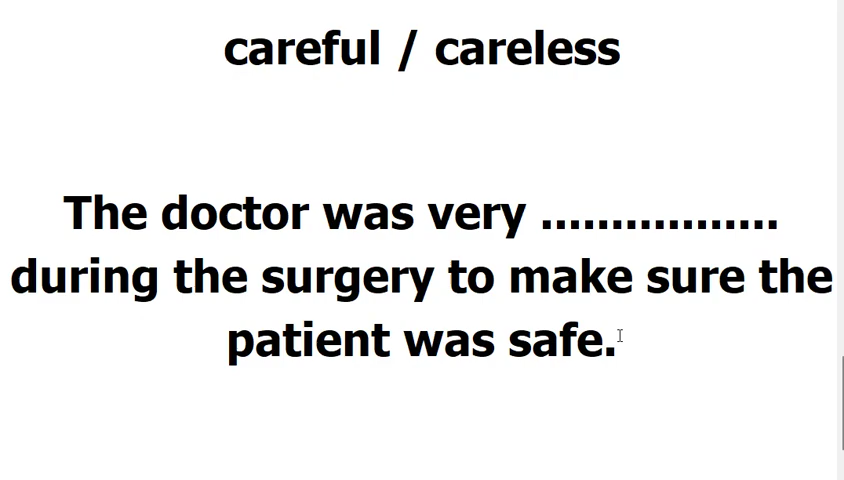 careful / careless
The doctor was very .................
during the surgery to make sure the
patient was safe.